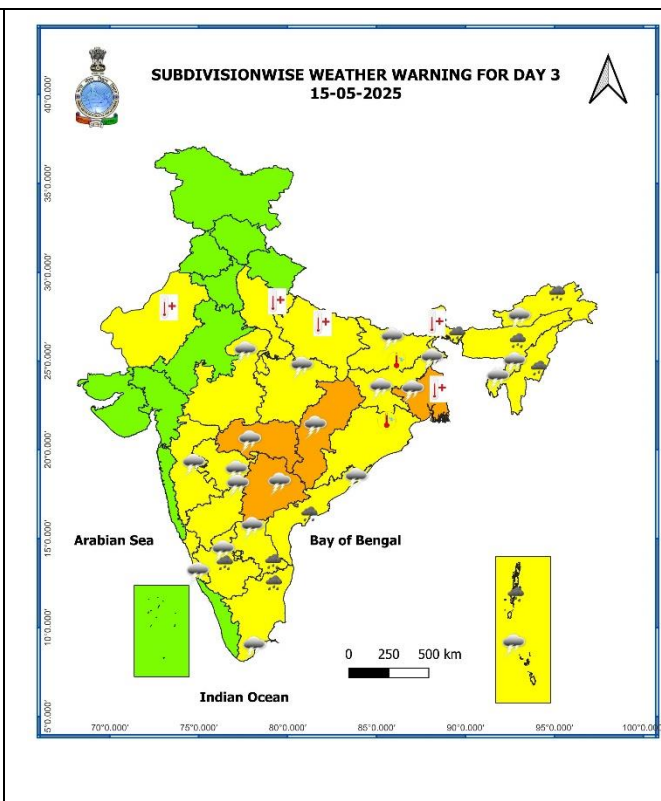 SUBDIVISIONWISE WEATHER WARNING FOR DAY 3
15-05-2025
40°0.000'
35°0.000'
30°0.000'
25°0.000'
20°0.000'
15°0.000'
10°0.000'
5°0.000'
Arabian Sea
Bay of Bengal
0 250 500 km
Indian Ocean
70°0.000' 75°0.000' 80°0.000' 85°0.000' 90°0.000' 95°0.000' 100°0.00